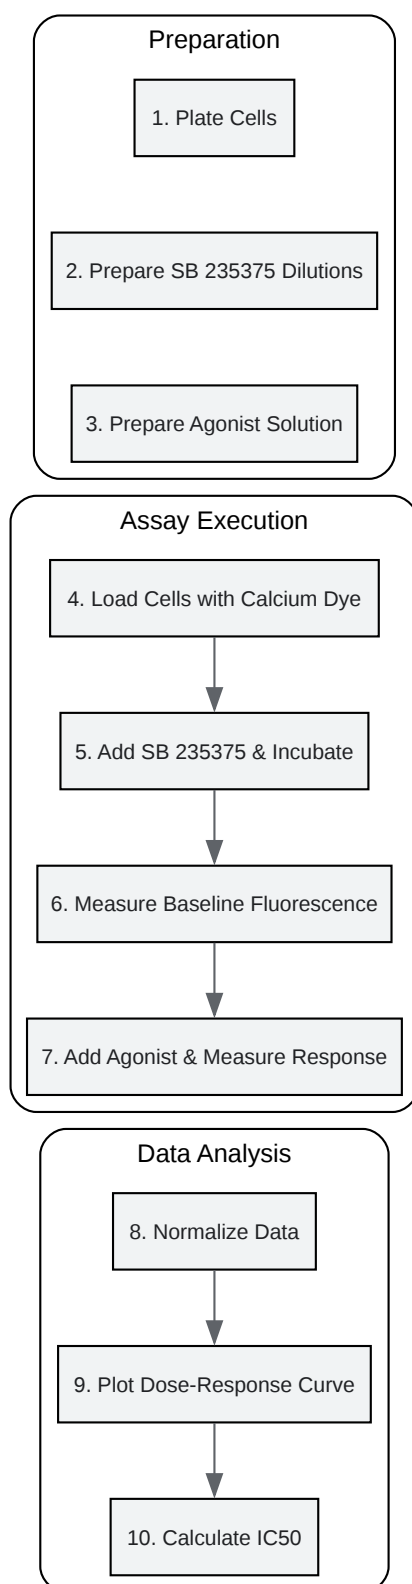 Preparation
1. Plate Cells
2. Prepare SB 235375 Dilutions
3. Prepare Agonist Solution
Assay Execution
4. Load Cells with Calcium Dye
5. Add SB 235375 & Incubate
6. Measure Baseline Fluorescence
7. Add Agonist & Measure Response
Data Analysis
8. Normalize Data
9. Plot Dose-Response Curve
10. Calculate IC50